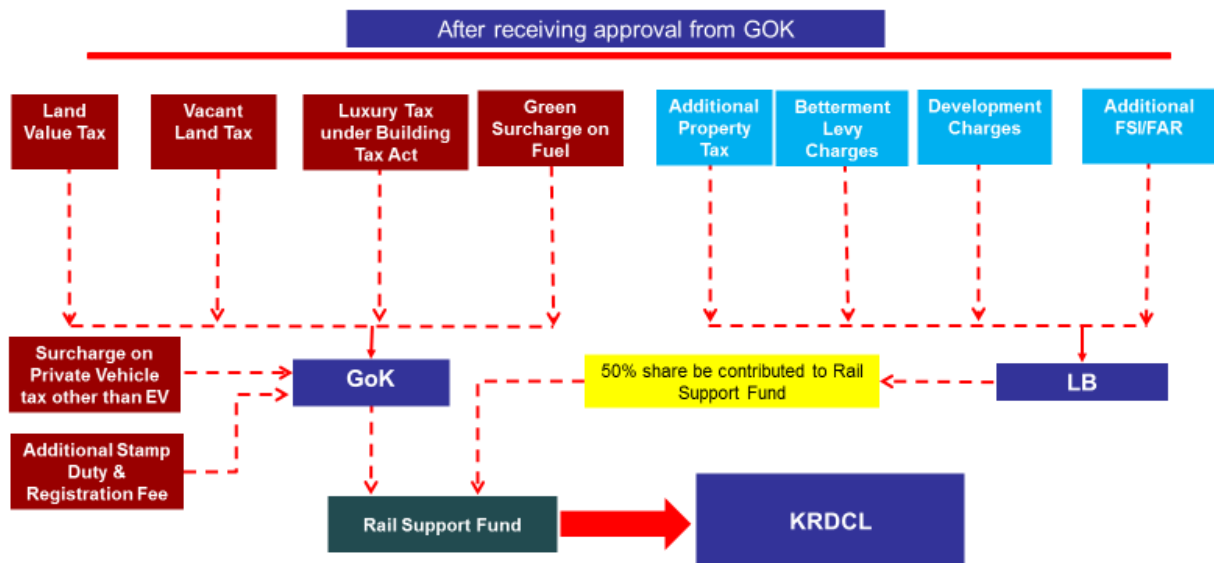 After receiving approval from GOK
Land
Value Tax
Vacant
Land Tax
Luxury Tax
under Building
Tax Act
Green
Surcharge on
Fuel
Additional
Property
Tax
Betterment
Levy
Charges
Development
Charges
Additional
FSI/FAR
Surcharge on
Private Vehicle
tax other than EV
GoK
50% share be contributed to Rail
Support Fund
LB
Additional Stamp
Duty &
Registration Fee
Rail Support Fund
KRDCL